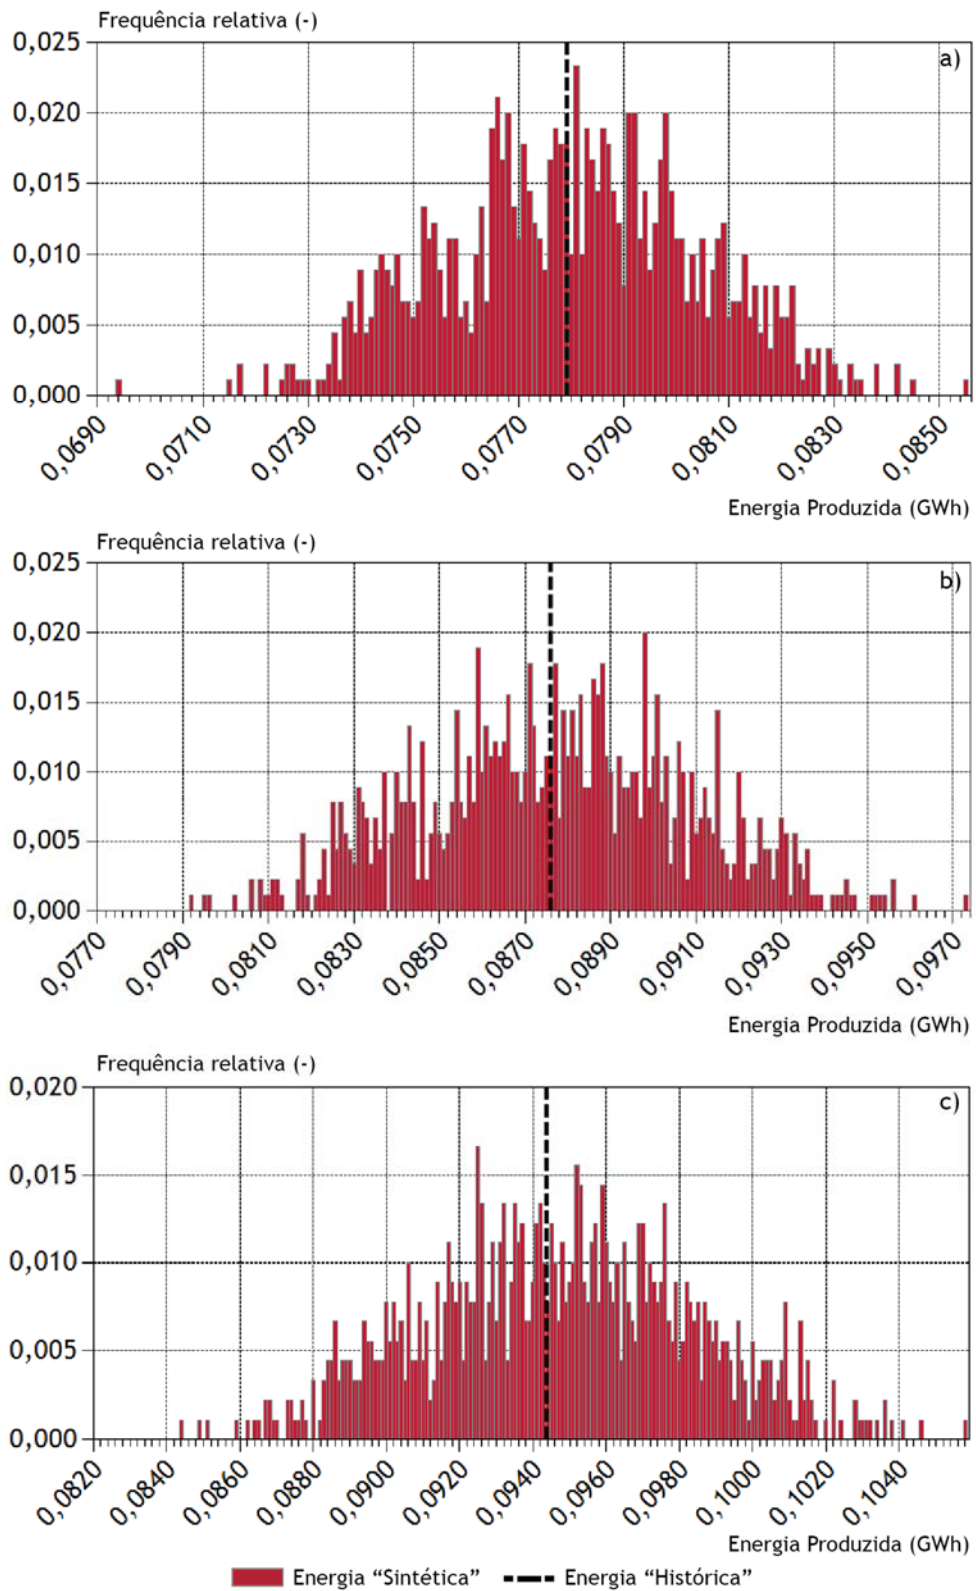 Frequência relativa (-)
a)
0,025
0,020
0,015
0,010
0,005
0,000
0,0690 0,0710 0,0730 0,0750 0,0770 0,0790 0,0810 0,0830 0,0850
Energia Produzida (GWh)
Frequência relativa (-)
b)
0,025
0,020
0,015
0,010
0,005
0,000
0,0770 0,0790 0,0810 0,0830 0,0850 0,0870 0,0890 0,0910 0,0930 0,0950 0,0970
Energia Produzida (GWh)
Frequência relativa (-)
c)
0,020
0,015
0,010
0,005
0,000
0,0820 0,0840 0,0860 0,0880 0,0900 0,0920 0,0940 0,0960 0,0980 0,1000 0,1020 0,1040
Energia Produzida (GWh)
Energia “Sintética” Energia “Histórica”